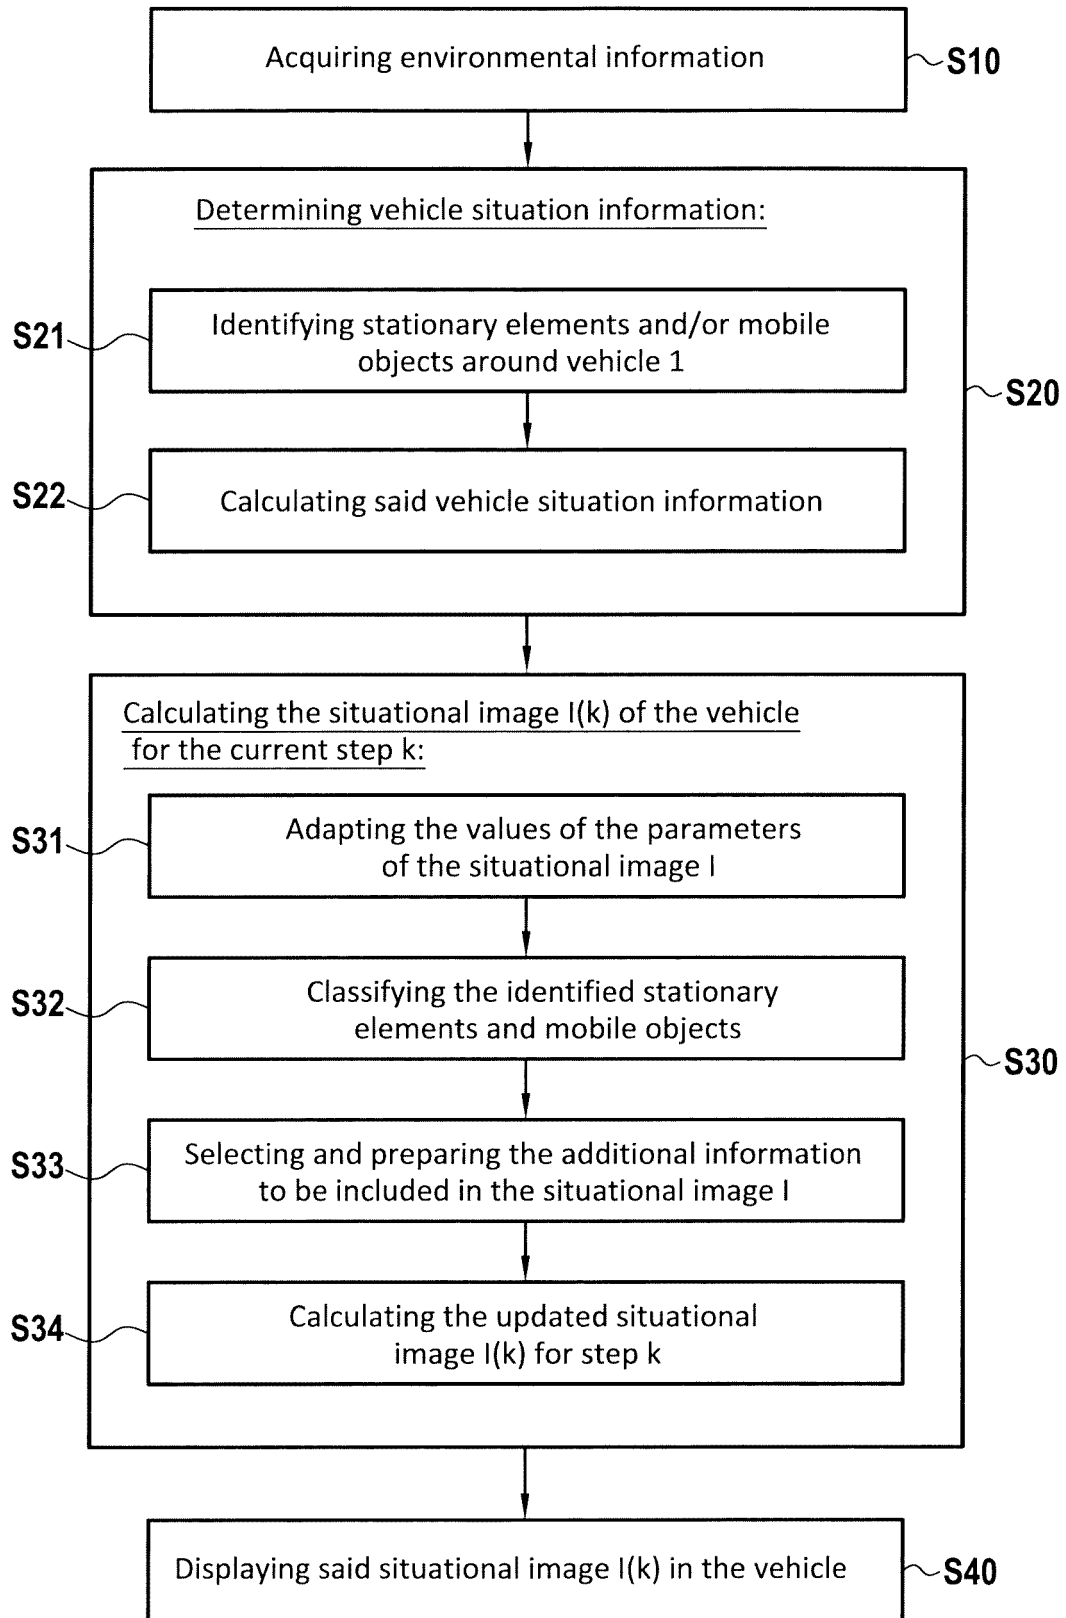 Acquiring environmental information
S10
Determining vehicle situation information:
S21
Identifying stationary elements and/or mobile
objects around vehicle 1
S20
S22
Calculating said vehicle situation information
Calculating the situational image I(k) of the vehicle
for the current step k:
S31
Adapting the values of the parameters
of the situational image I
S32
Classifying the identified stationary
elements and mobile objects
S30
S33
Selecting and preparing the additional information
to be included in the situational image I
S34
Calculating the updated situational
image I(k) for step k
Displaying said situational image I(k) in the vehicle
S40